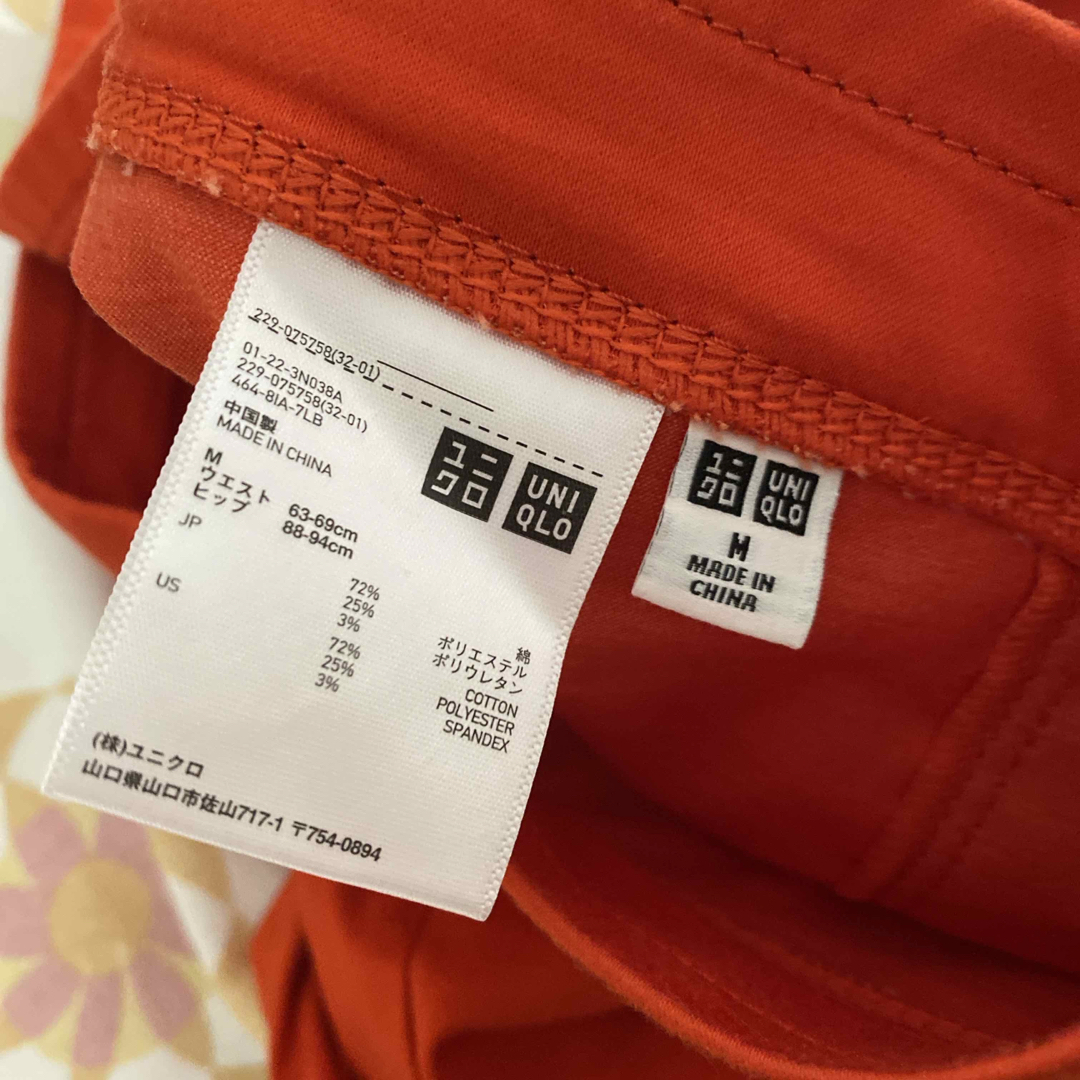 229-075758(32-01)
01-22-3N038A
229-075758(32-01)
464-8IA-7LB
中国製
MADE IN CHINA
ユニ
クロ
UNI
QLO
M
ウエスト 63-69cm
ヒップ 88-94cm
JP 72% 綿
25% ポリエステル
3% ポリウレタン
US 72% COTTON
25% POLYESTER
3% SPANDEX
(株)ユニクロ
山口県山口市佐山717-1 〒754-0894
ユニ
クロ
UNI
QLO
M
MADE IN
CHINA